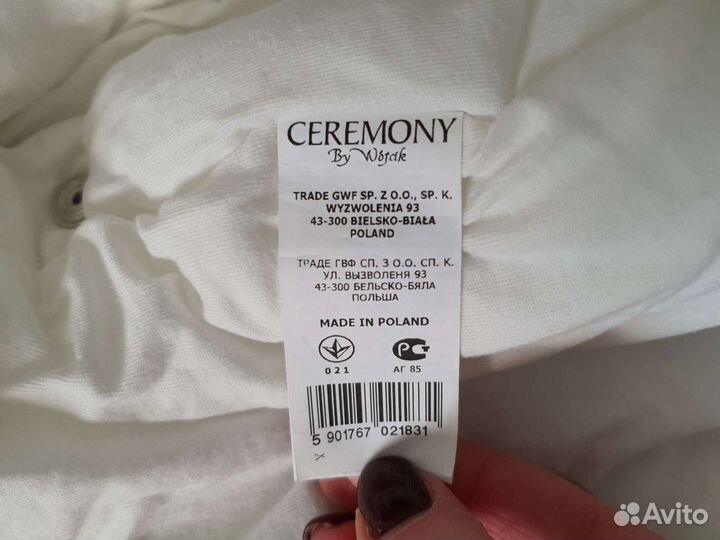 CEREMONY
By Wójcik
TRADE GWF SP. Z O.O., SP. K.
WYZWOLENIA 93
43-300 BIELSKO-BIAŁA
POLAND
ТРАДЕ ГВФ СП. З О.О. СП. К.
УЛ. ВЫЗВОЛЕНЯ 93
43-300 БЕЛЬСКО-БЯЛА
ПОЛЬША
MADE IN POLAND
021
АГ 85
5 901767 021831
Avito